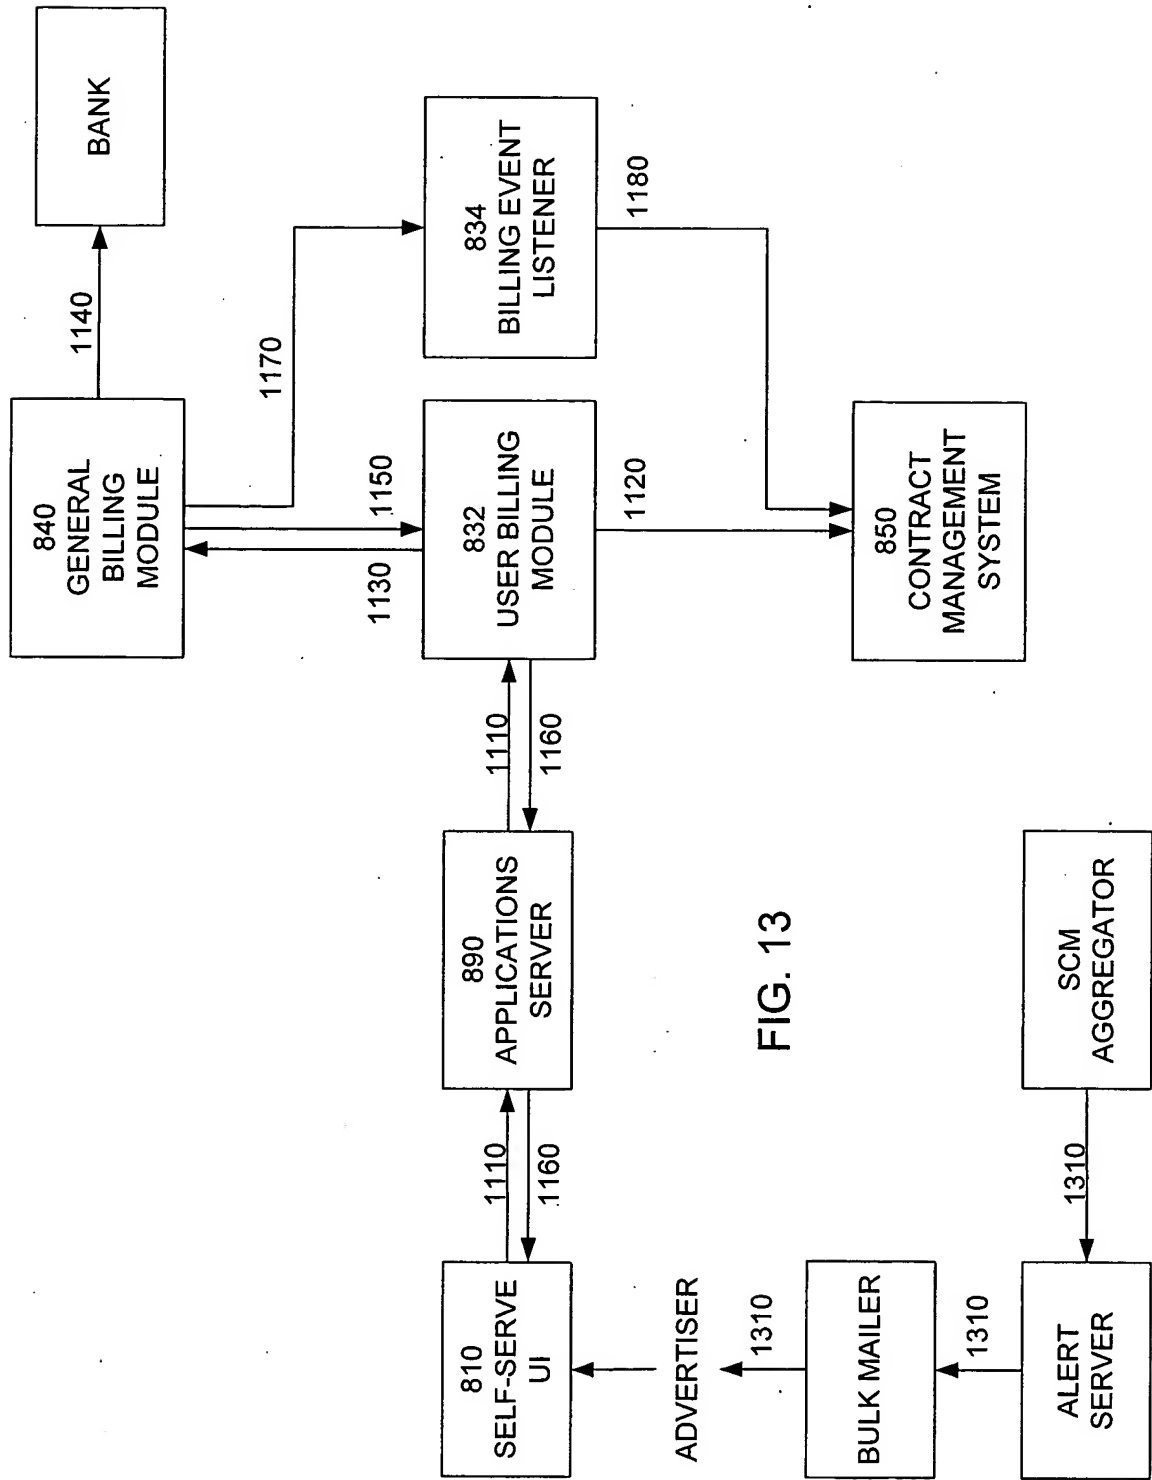 BANK
1140
840
GENERAL
BILLING
MODULE
1170
834
BILLING EVENT
LISTENER
1180
1150
1130
832
USER BILLING
MODULE
1120
850
CONTRACT
MANAGEMENT
SYSTEM
1110
1160
890
APPLICATIONS
SERVER
1110
1160
810
SELF-SERVE
UI
ADVERTISER
1310
BULK MAILER
1310
ALERT
SERVER
1310
SCM
AGGREGATOR
FIG. 13